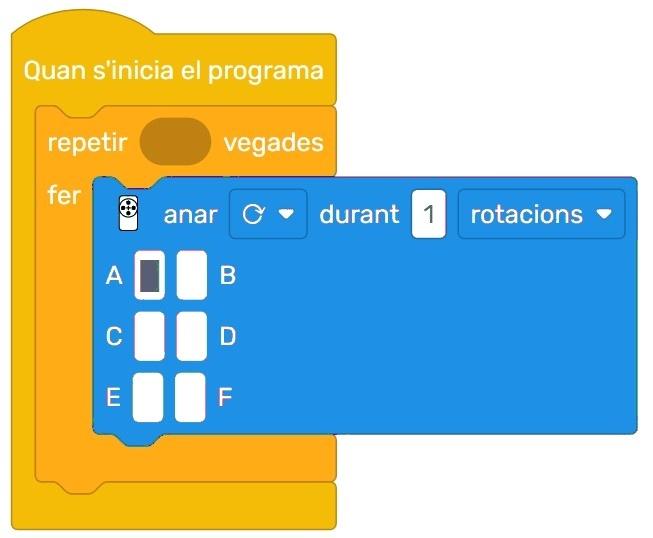 Quan s'inicia el programa
repetir vegades
fer
anar durant 1 rotacions
A B
C D
E F